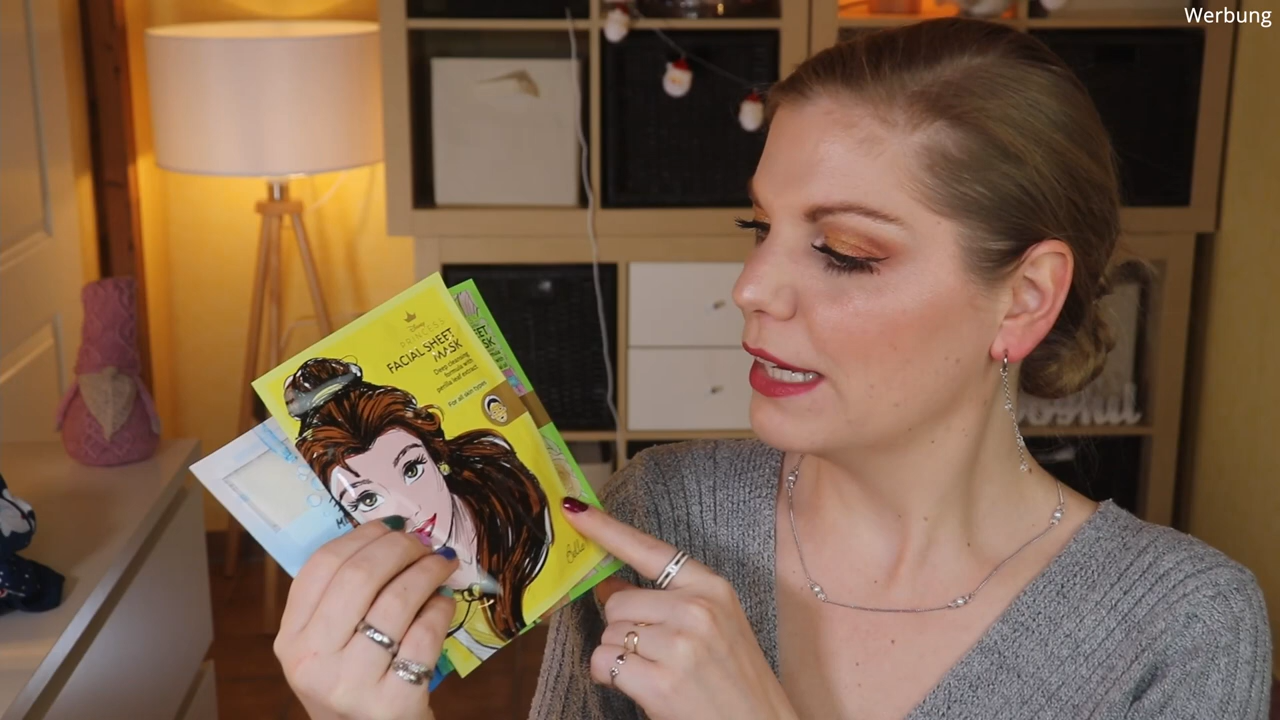 Werbung
Disney
PRINCESS
FACIAL SHEET
MASK
Deep cleansing
formula with
perilla leaf extract
For all skin types
Belle